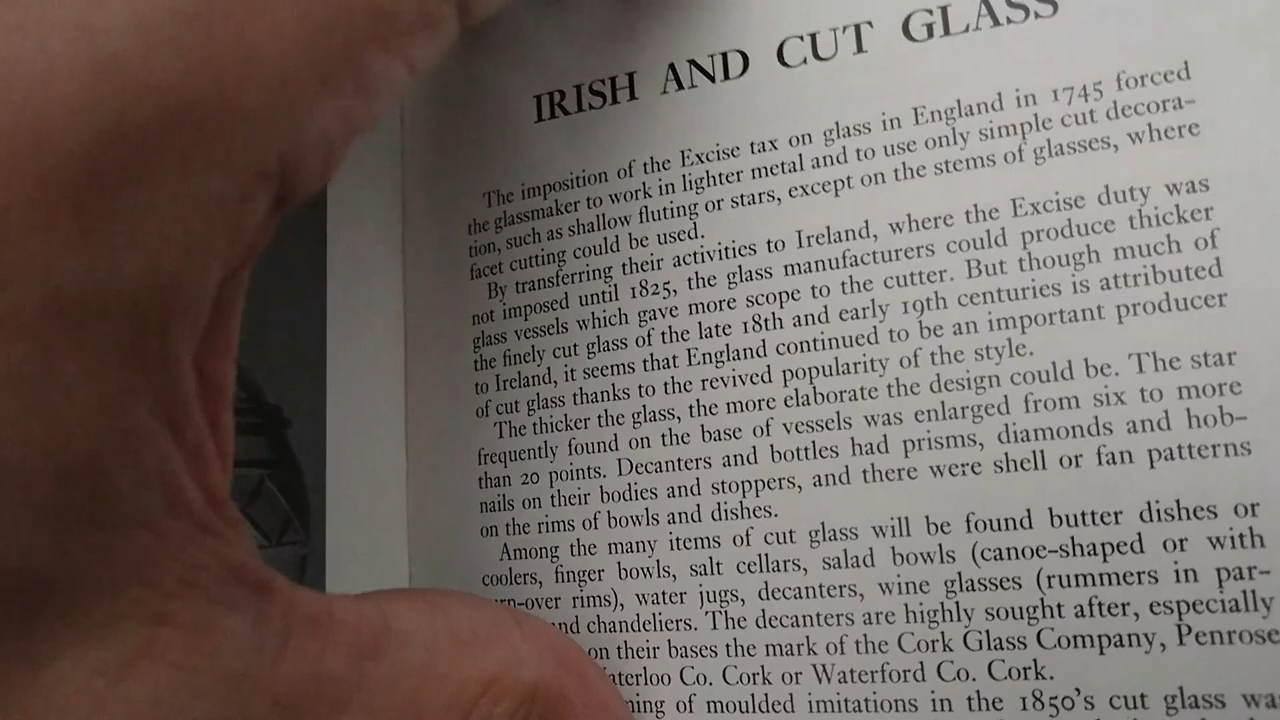 IRISH AND CUT GLASS
The imposition of the Excise tax on glass in England in 1745 forced
the glassmaker to work in lighter metal and to use only simple cut decora-
tion, such as shallow fluting or stars, except on the stems of glasses, where
facet cutting could be used.
By transferring their activities to Ireland, where the Excise duty was
not imposed until 1825, the glass manufacturers could produce thicker
glass vessels which gave more scope to the cutter. But though much of
the finely cut glass of the late 18th and early 19th centuries is attributed
to Ireland, it seems that England continued to be an important producer
of cut glass thanks to the revived popularity of the style.
The thicker the glass, the more elaborate the design could be. The star
frequently found on the base of vessels was enlarged from six to more
than 20 points. Decanters and bottles had prisms, diamonds and hob-
nails on their bodies and stoppers, and there were shell or fan patterns
on the rims of bowls and dishes.
Among the many items of cut glass will be found butter dishes or
coolers, finger bowls, salt cellars, salad bowls (canoe-shaped or with
rn-over rims), water jugs, decanters, wine glasses (rummers in par-
nd chandeliers. The decanters are highly sought after, especially
on their bases the mark of the Cork Glass Company, Penrose
aterloo Co. Cork or Waterford Co. Cork.
ning of moulded imitations in the 1850's cut glass wa